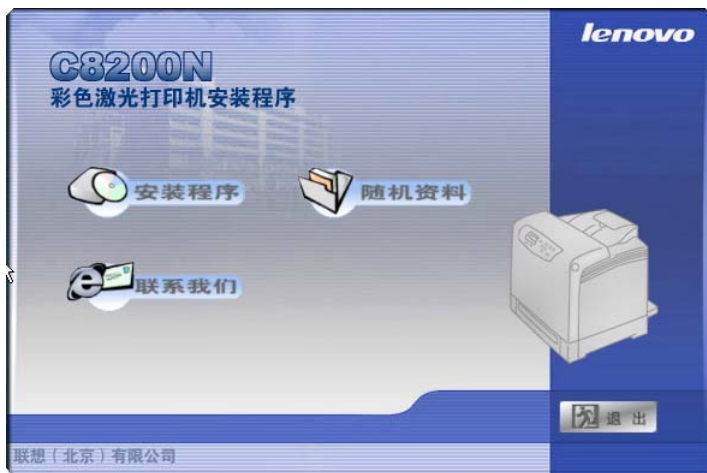 lenovo
C8200N
彩色激光打印机安装程序
安装程序
随机资料
联系我们
退出
联想（北京）有限公司